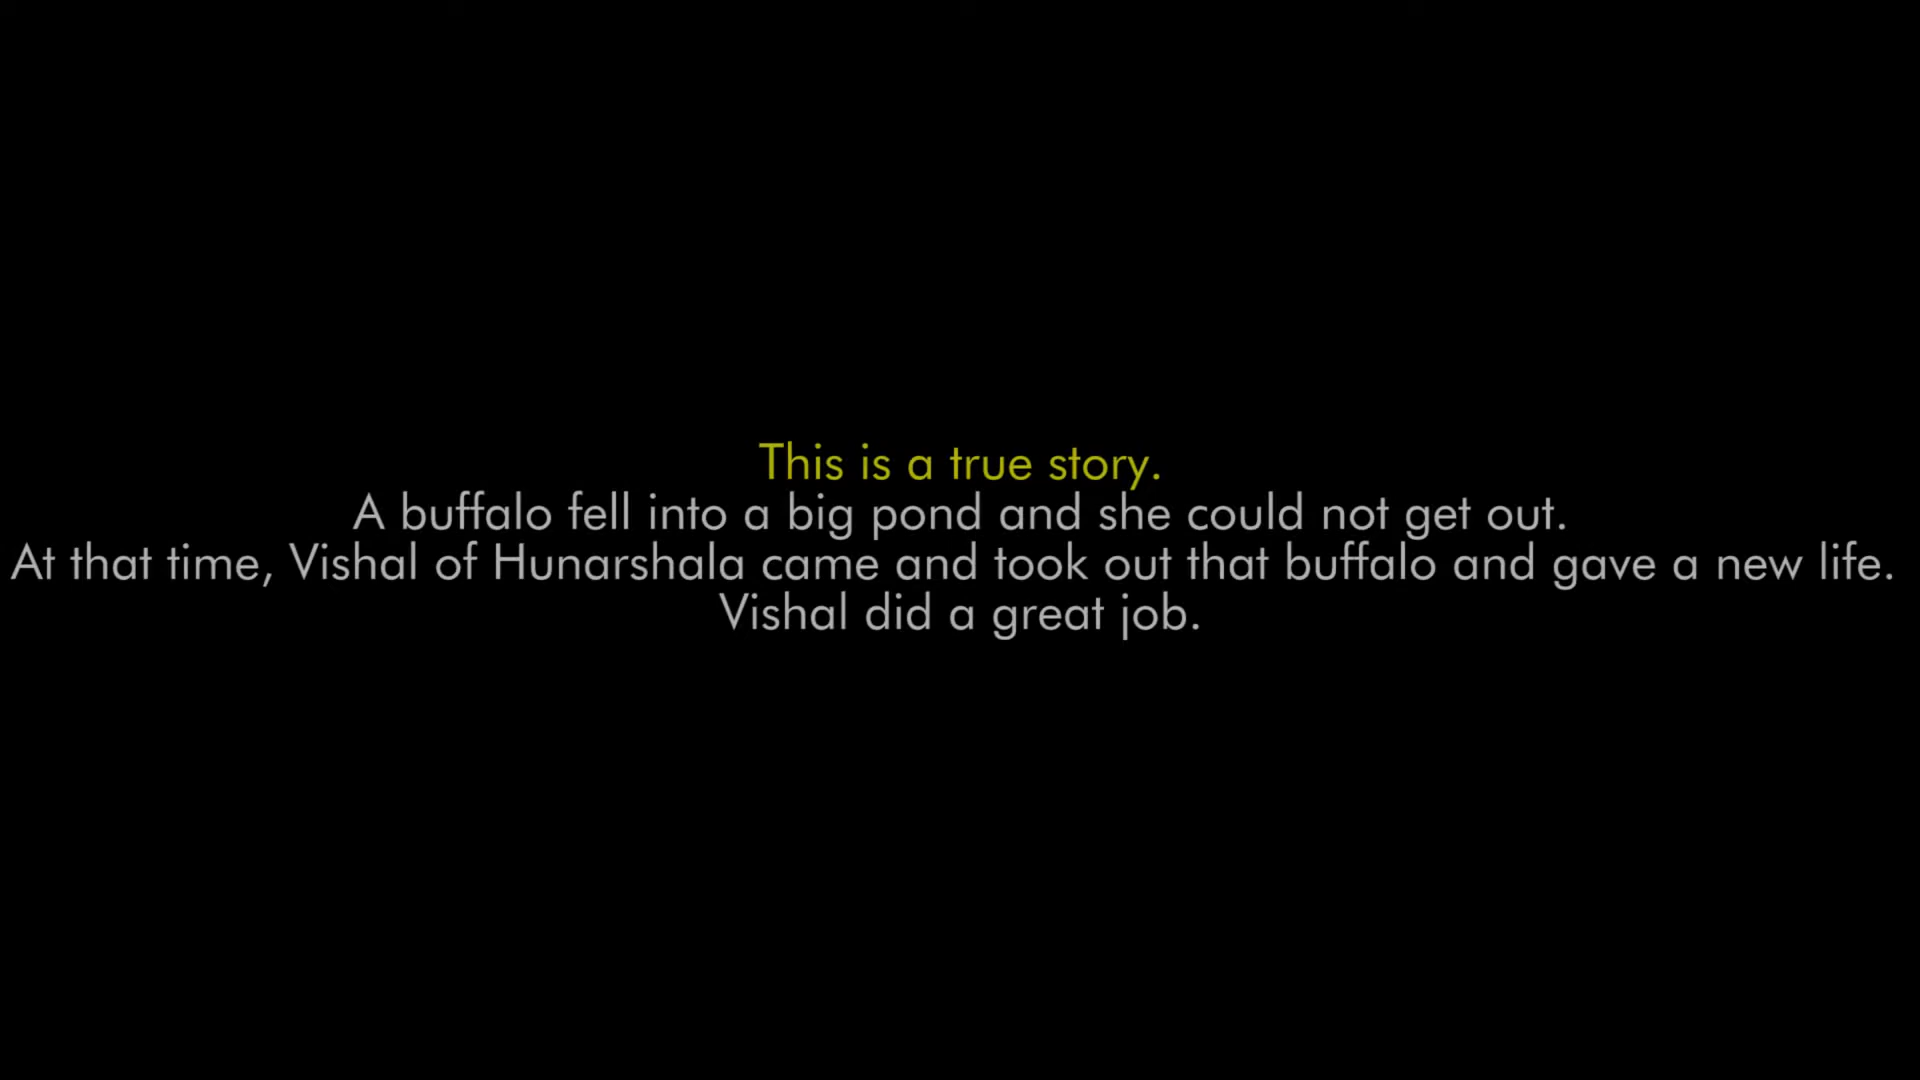 This is a true story.
A buffalo fell into a big pond and she could not get out.
At that time, Vishal of Hunarshala came and took out that buffalo and gave a new life.
Vishal did a great job.